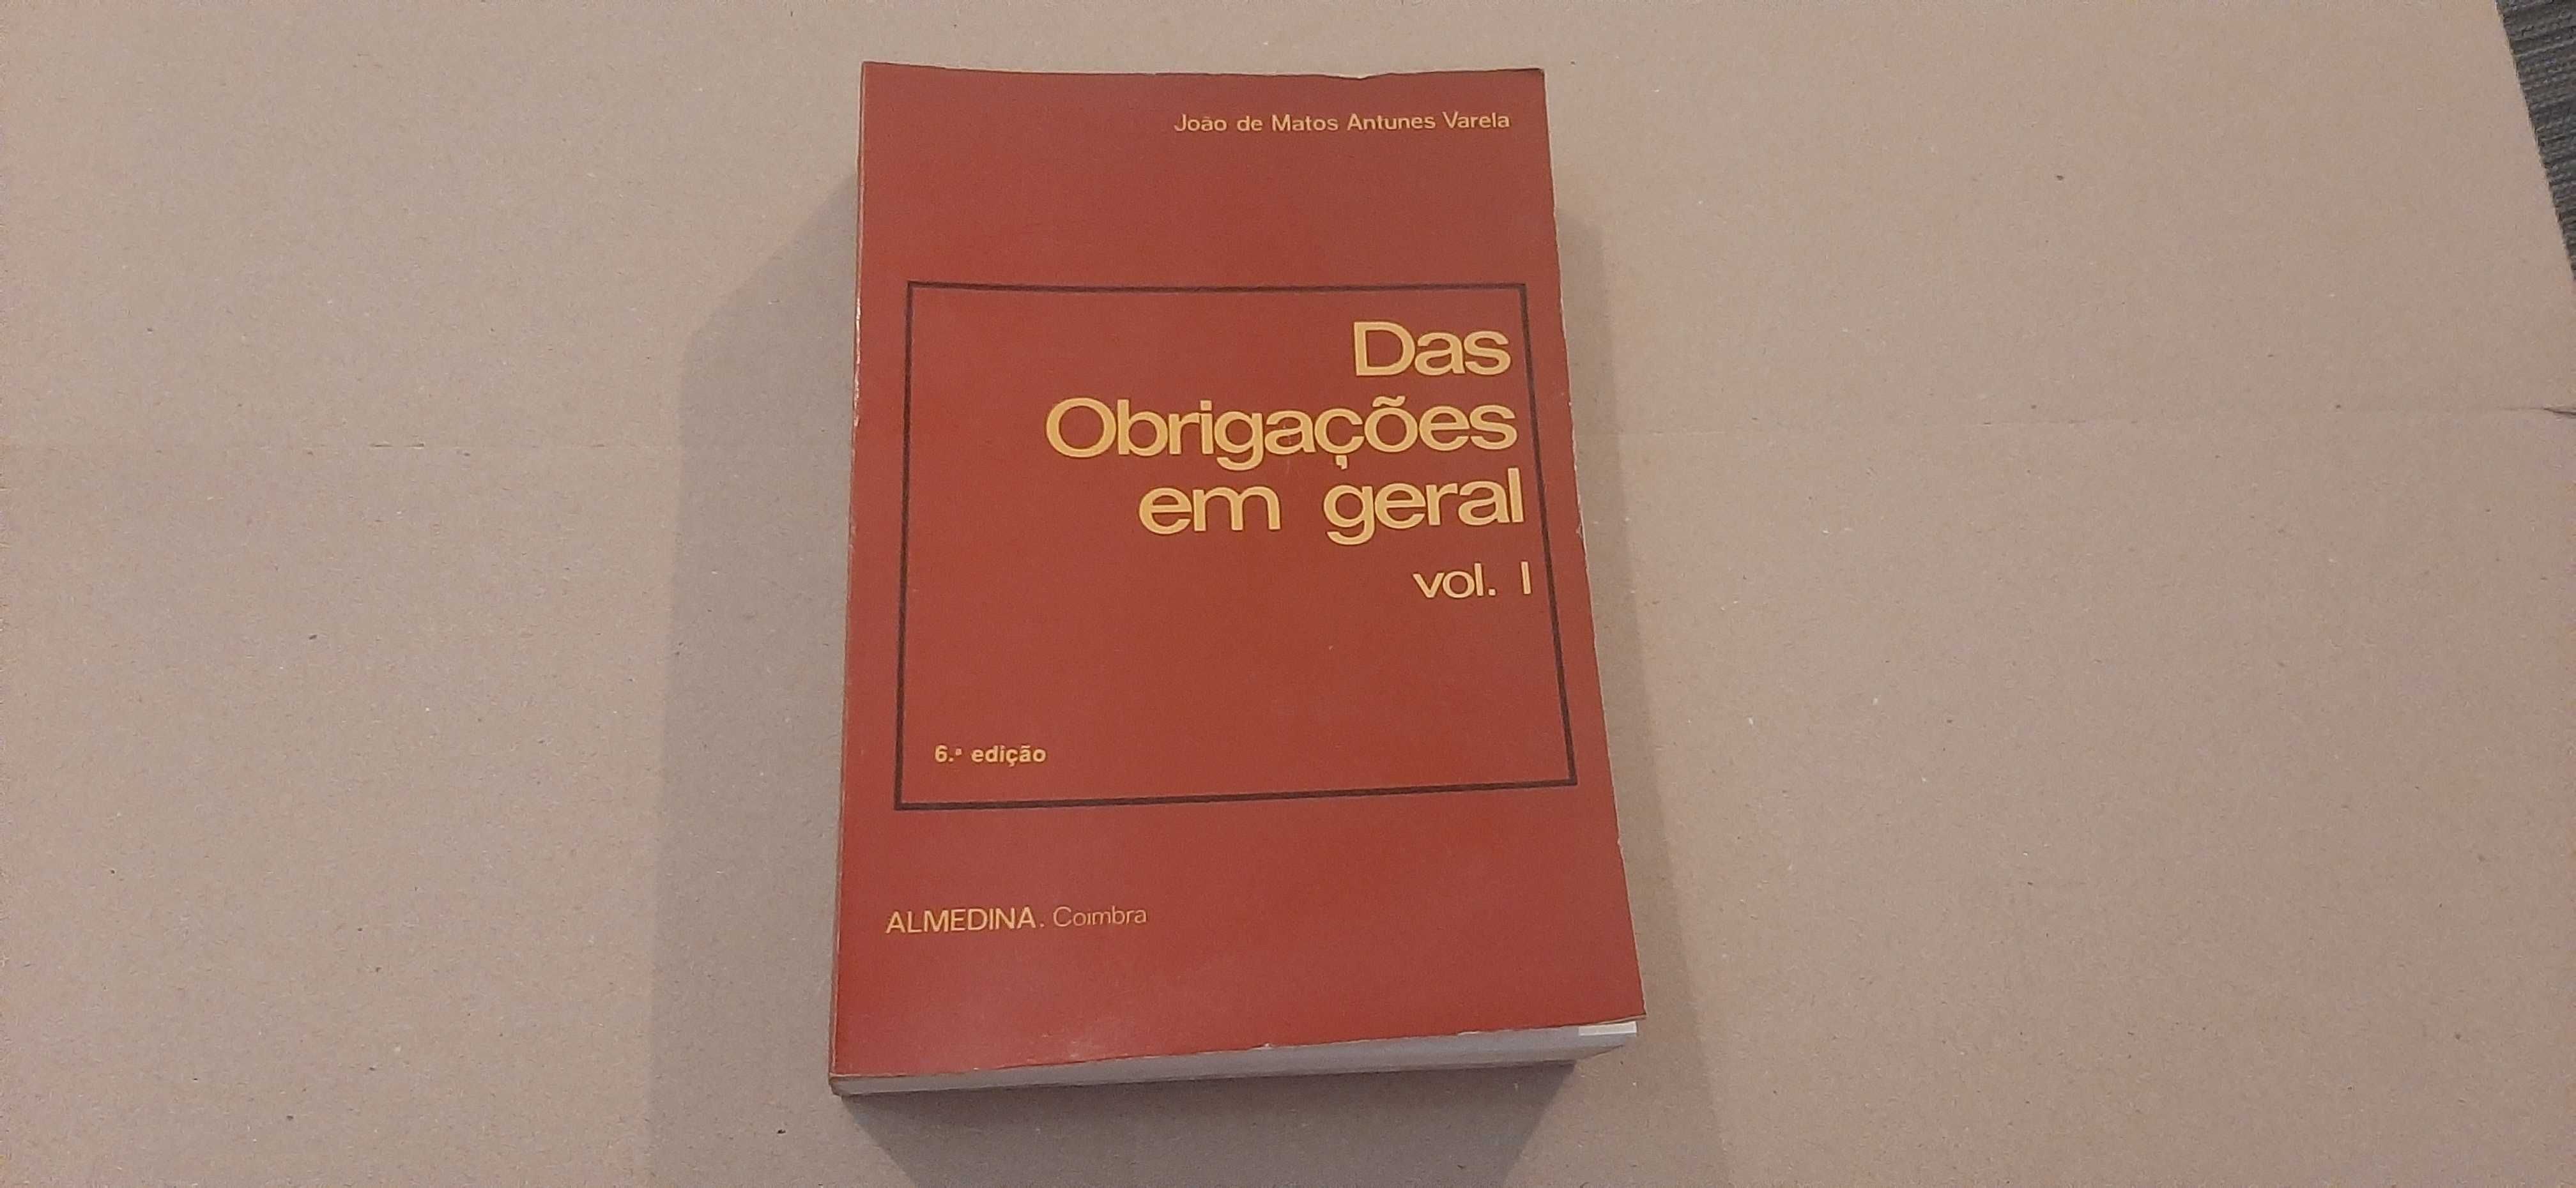 João de Matos Antunes Varela
Das
Obrigações
em geral
vol. I
6.ª edição
ALMEDINA. Coimbra